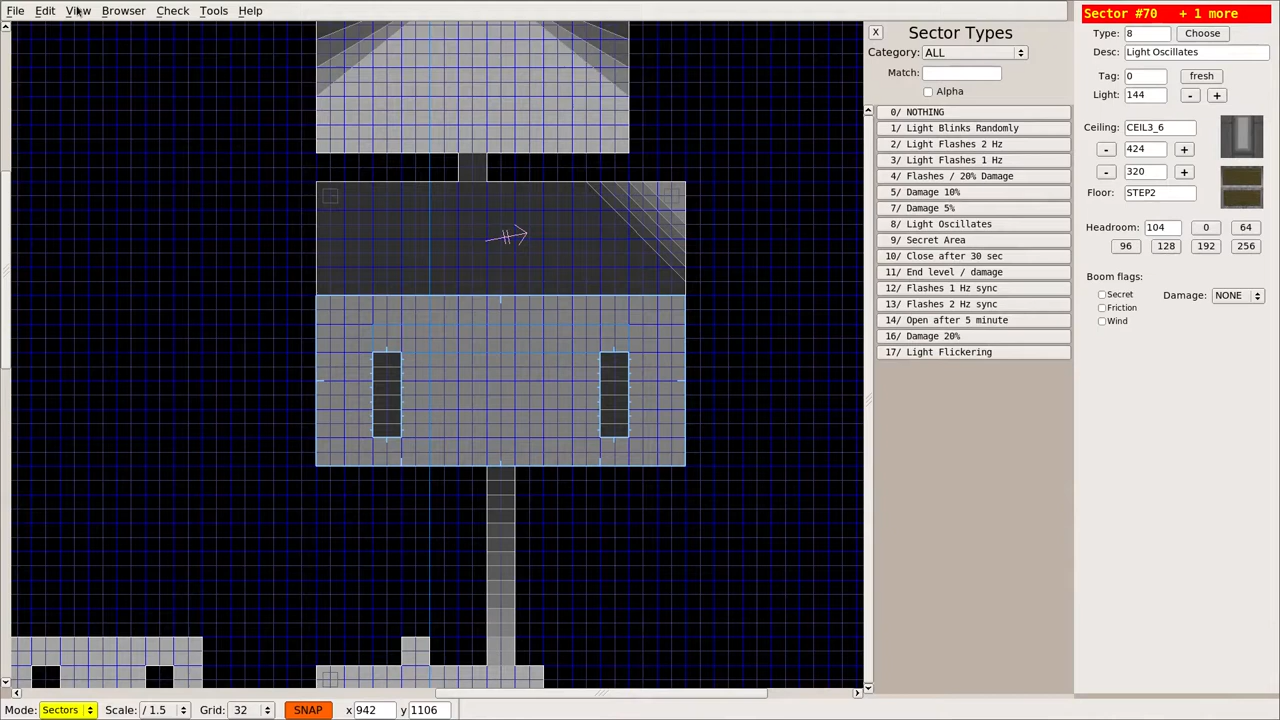 File Edit View Browser Check Tools Help
X Sector Types
Category: ALL
Match:
Alpha
0/ NOTHING
1/ Light Blinks Randomly
2/ Light Flashes 2 Hz
3/ Light Flashes 1 Hz
4/ Flashes / 20% Damage
5/ Damage 10%
7/ Damage 5%
8/ Light Oscillates
9/ Secret Area
10/ Close after 30 sec
11/ End level / damage
12/ Flashes 1 Hz sync
13/ Flashes 2 Hz sync
14/ Open after 5 minute
16/ Damage 20%
17/ Light Flickering
Sector #70 + 1 more
Type: 8 Choose
Desc: Light Oscillates
Tag: 0 fresh
Light: 144 - +
Ceiling: CEIL3_6
- 424 +
- 320 +
Floor: STEP2
Headroom: 104 0 64
96 128 192 256
Boom flags:
Secret Damage: NONE
Friction
Wind
Mode: Sectors Scale: / 1.5 Grid: 32 SNAP x 942 y 1106